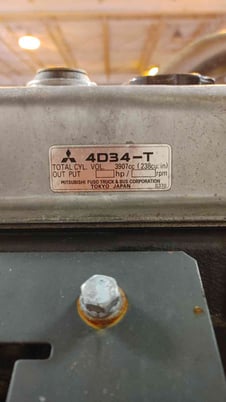 4D34-T
TOTAL CYL. VOL. 3907cc (238cu:in)
OUT PUT hp/ rpm
MITSUBISHI FUSO TRUCK & BUS CORPORATION
TOKYO JAPAN